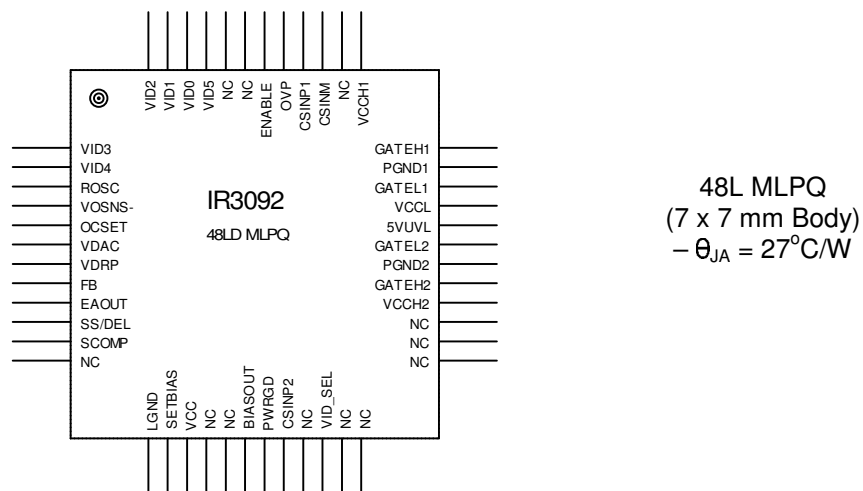 VID2
VID1
VID0
VID5
NC
NC
ENABLE
OVP
CSINP1
CSINM
NC
VCCH1
VID3
VID4
ROSC
VOSNS-
OCSET
VDAC
VDRP
FB
EAOUT
SS/DEL
SCOMP
NC
IR3092
48LD MLPQ
GATEH1
PGND1
GATEL1
VCCL
5VUVL
GATEL2
PGND2
GATEH2
VCCH2
NC
NC
NC
LGND
SETBIAS
VCC
NC
NC
BIASOUT
PWRGD
CSINP2
NC
VID_SEL
NC
NC
48L MLPQ
(7 x 7 mm Body)
– θJA = 27°C/W